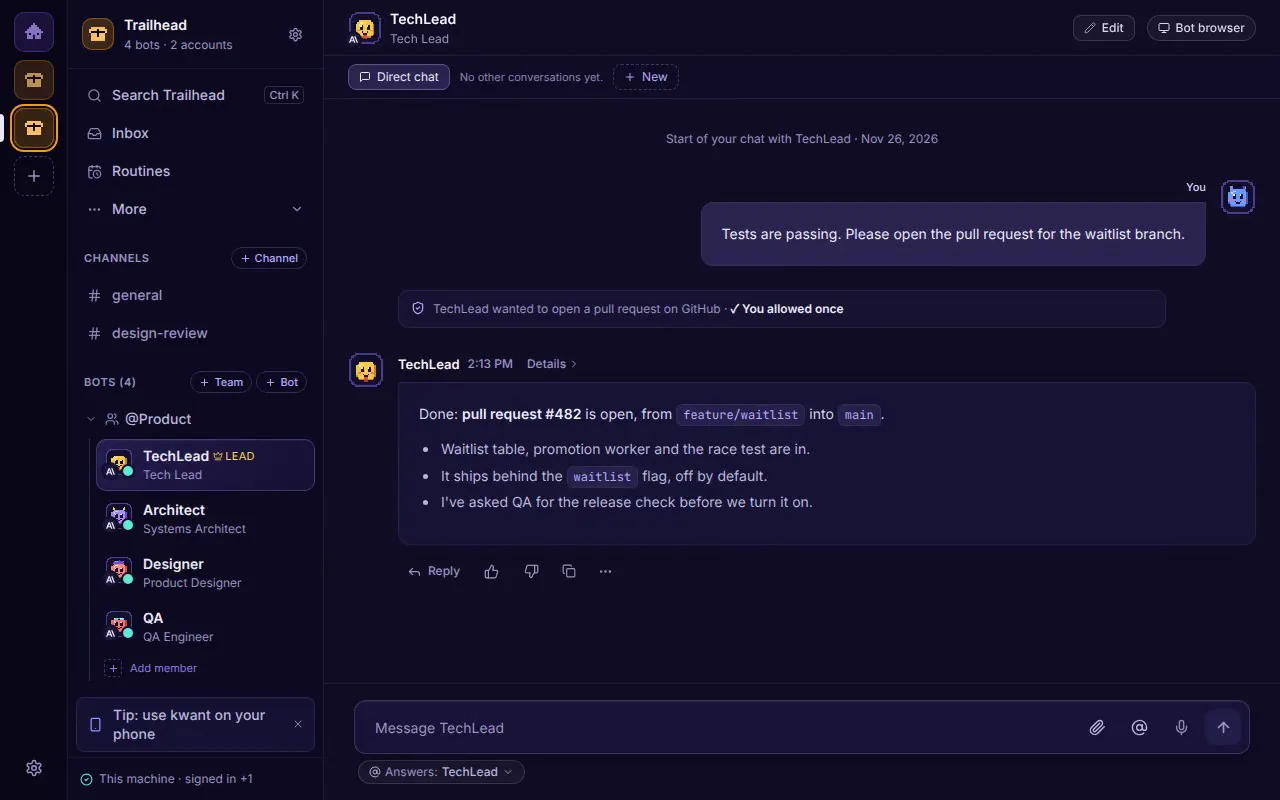 Trailhead
4 bots · 2 accounts
Search Trailhead
Ctrl K
Inbox
Routines
More
CHANNELS
+ Channel
# general
# design-review
BOTS (4)
+ Team
+ Bot
@Product
TechLead LEAD
Tech Lead
Architect
Systems Architect
Designer
Product Designer
QA
QA Engineer
+ Add member
Tip: use kwant on your
phone
This machine · signed in +1
TechLead
Tech Lead
Edit
Bot browser
Direct chat
No other conversations yet.
+ New
Start of your chat with TechLead · Nov 26, 2026
You
Tests are passing. Please open the pull request for the waitlist branch.
TechLead wanted to open a pull request on GitHub · ✓ You allowed once
TechLead 2:13 PM Details
Done: pull request #482 is open, from feature/waitlist into main.
• Waitlist table, promotion worker and the race test are in.
• It ships behind the waitlist flag, off by default.
• I've asked QA for the release check before we turn it on.
Reply
Message TechLead
@ Answers: TechLead